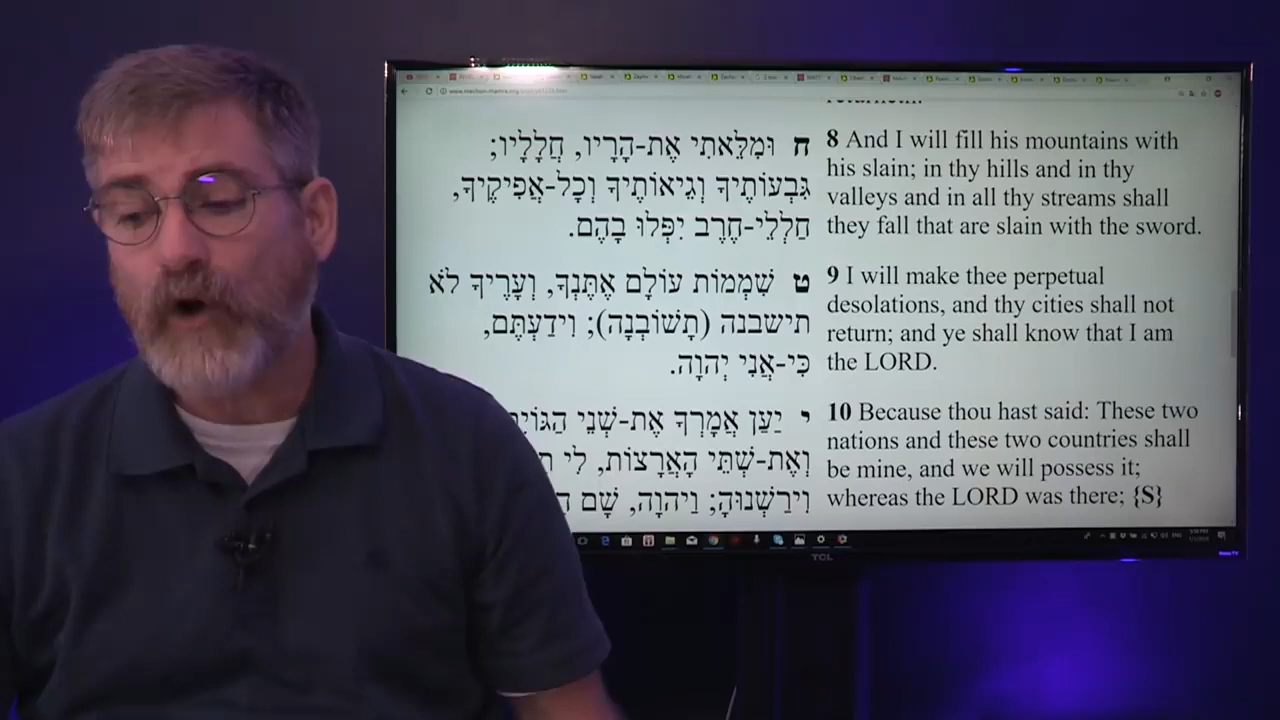 ח וּמִלֵּאתִי אֶת-הָרָיו, חֲלָלָיו;
גִּבְעוֹתֶיךָ וְגֵיאוֹתֶיךָ וְכָל-אֲפִיקֶיךָ,
חַלְלֵי-חֶרֶב יִפְּלוּ בָהֶם.
8 And I will fill his mountains with
his slain; in thy hills and in thy
valleys and in all thy streams shall
they fall that are slain with the sword.
ט שִׁמְמוֹת עוֹלָם אֶתֶּנְךָ, וְעָרֶיךָ לֹא
תישבנה (תָשׁוֹבְנָה); וִידַעְתֶּם,
כִּי-אֲנִי יְהוָה.
9 I will make thee perpetual
desolations, and thy cities shall not
return; and ye shall know that I am
the LORD.
י יַעַן אֲמָרְךָ אֶת-שְׁנֵי
וְאֶת-שְׁתֵּי הָאֲרָצוֹת, לִי
וִירַשְׁנוּהָ; וַיהוָה, שָׁם
10 Because thou hast said: These two
nations and these two countries shall
be mine, and we will possess it;
whereas the LORD was there; {S}
TCL